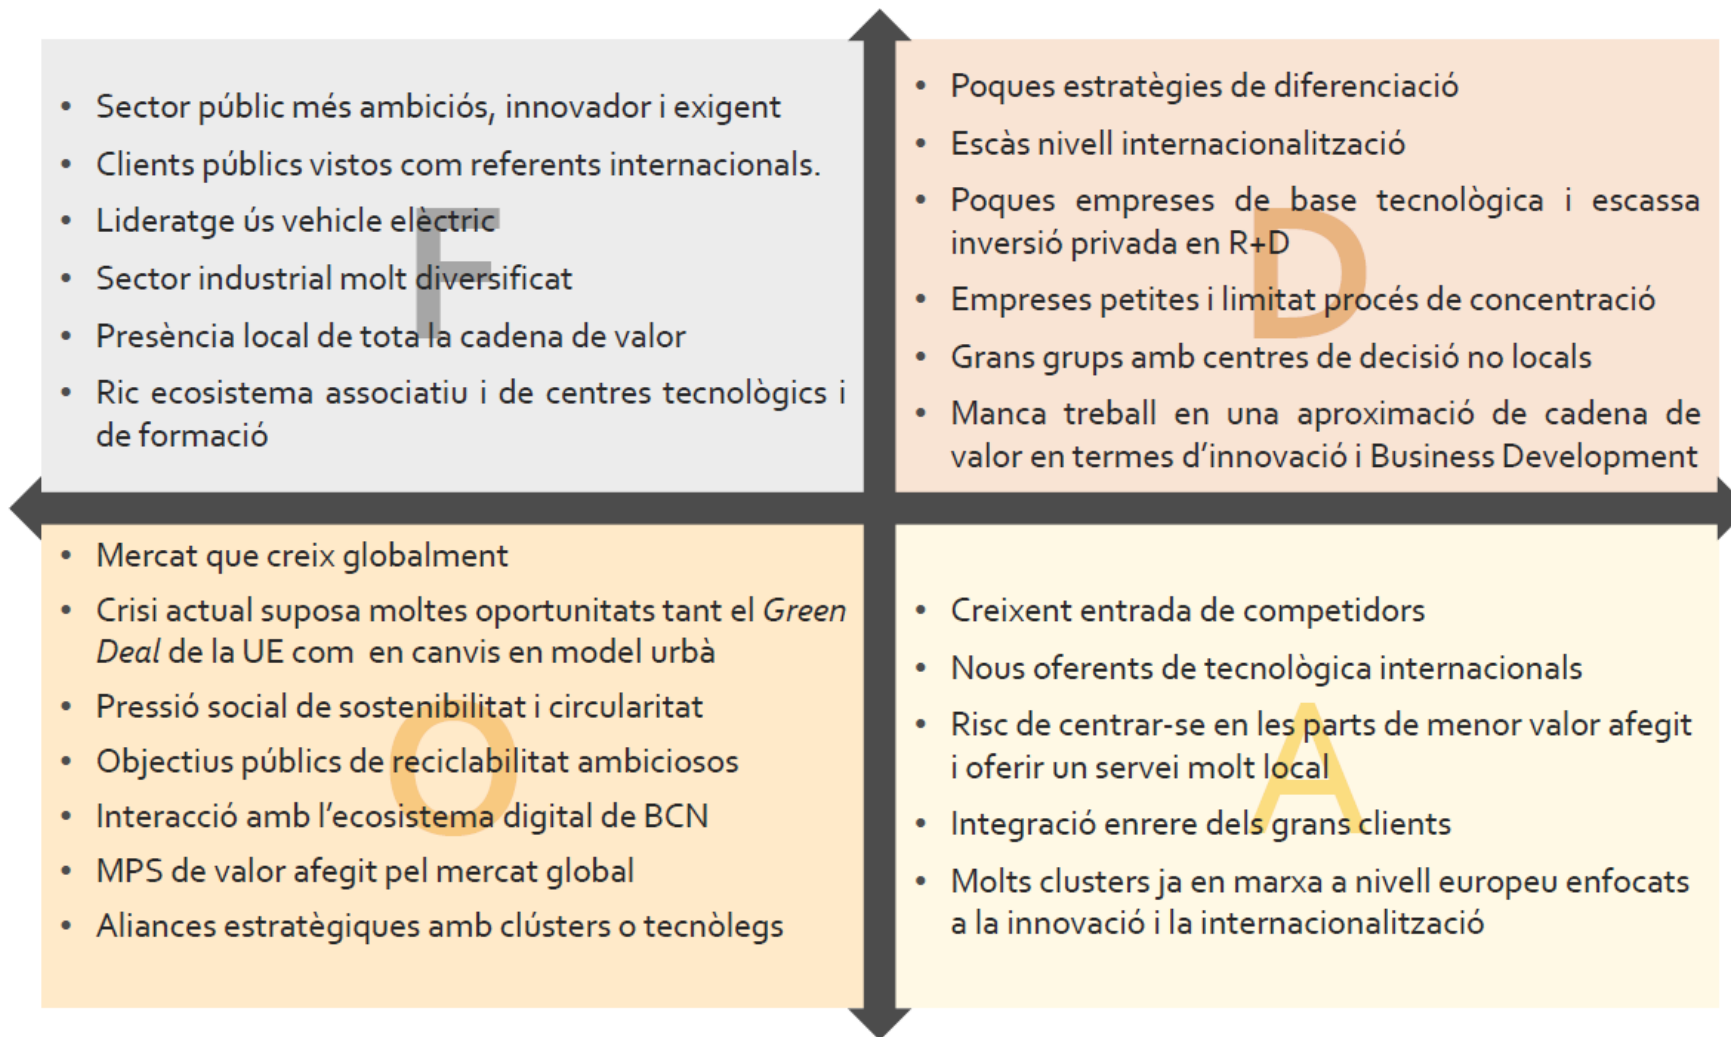 • Sector públic més ambiciós, innovador i exigent
• Clients públics vistos com referents internacionals.
• Lideratge ús vehicle elèctric
• Sector industrial molt diversificat
• Presència local de tota la cadena de valor
• Ric ecosistema associatiu i de centres tecnològics i
de formació
F
• Poques estratègies de diferenciació
• Escàs nivell internacionalització
• Poques empreses de base tecnològica i escassa
inversió privada en R+D
• Empreses petites i limitat procés de concentració
• Grans grups amb centres de decisió no locals
• Manca treball en una aproximació de cadena de
valor en termes d'innovació i Business Development
D
• Mercat que creix globalment
• Crisi actual suposa moltes oportunitats tant el Green
Deal de la UE com en canvis en model urbà
• Pressió social de sostenibilitat i circularitat
• Objectius públics de reciclabilitat ambiciosos
• Interacció amb l'ecosistema digital de BCN
• MPS de valor afegit pel mercat global
• Aliances estratègiques amb clústers o tecnòlegs
O
• Creixent entrada de competidors
• Nous oferents de tecnològica internacionals
• Risc de centrar-se en les parts de menor valor afegit
i oferir un servei molt local
• Integració enrere dels grans clients
• Molts clusters ja en marxa a nivell europeu enfocats
a la innovació i la internacionalització
A